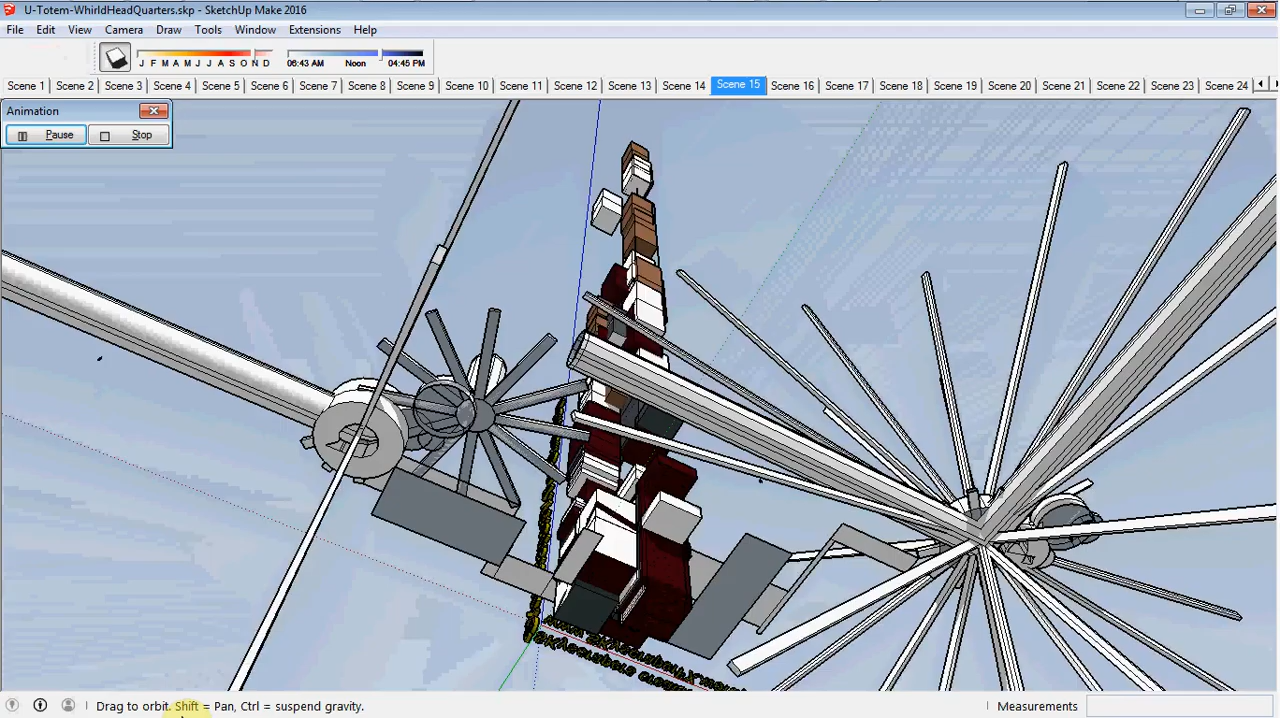 U-Totem-WhirldHeadQuarters.skp - SketchUp Make 2016
File Edit View Camera Draw Tools Window Extensions Help
J F M A M J J A S O N D 06:43 AM Noon 04:45 PM
Scene 1 Scene 2 Scene 3 Scene 4 Scene 5 Scene 6 Scene 7 Scene 8 Scene 9 Scene 10 Scene 11 Scene 12 Scene 13 Scene 14 Scene 15 Scene 16 Scene 17 Scene 18 Scene 19 Scene 20 Scene 21 Scene 22 Scene 23 Scene 24
Animation
Pause Stop
Drag to orbit. Shift = Pan, Ctrl = suspend gravity. Measurements